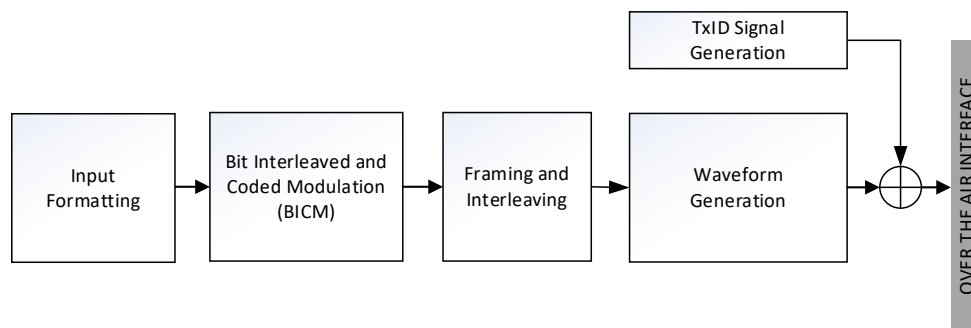 TxID Signal
Generation
Input
Formatting
Bit Interleaved and
Coded Modulation
(BICM)
Framing and
Interleaving
Waveform
Generation
OVER THE AIR INTERFACE